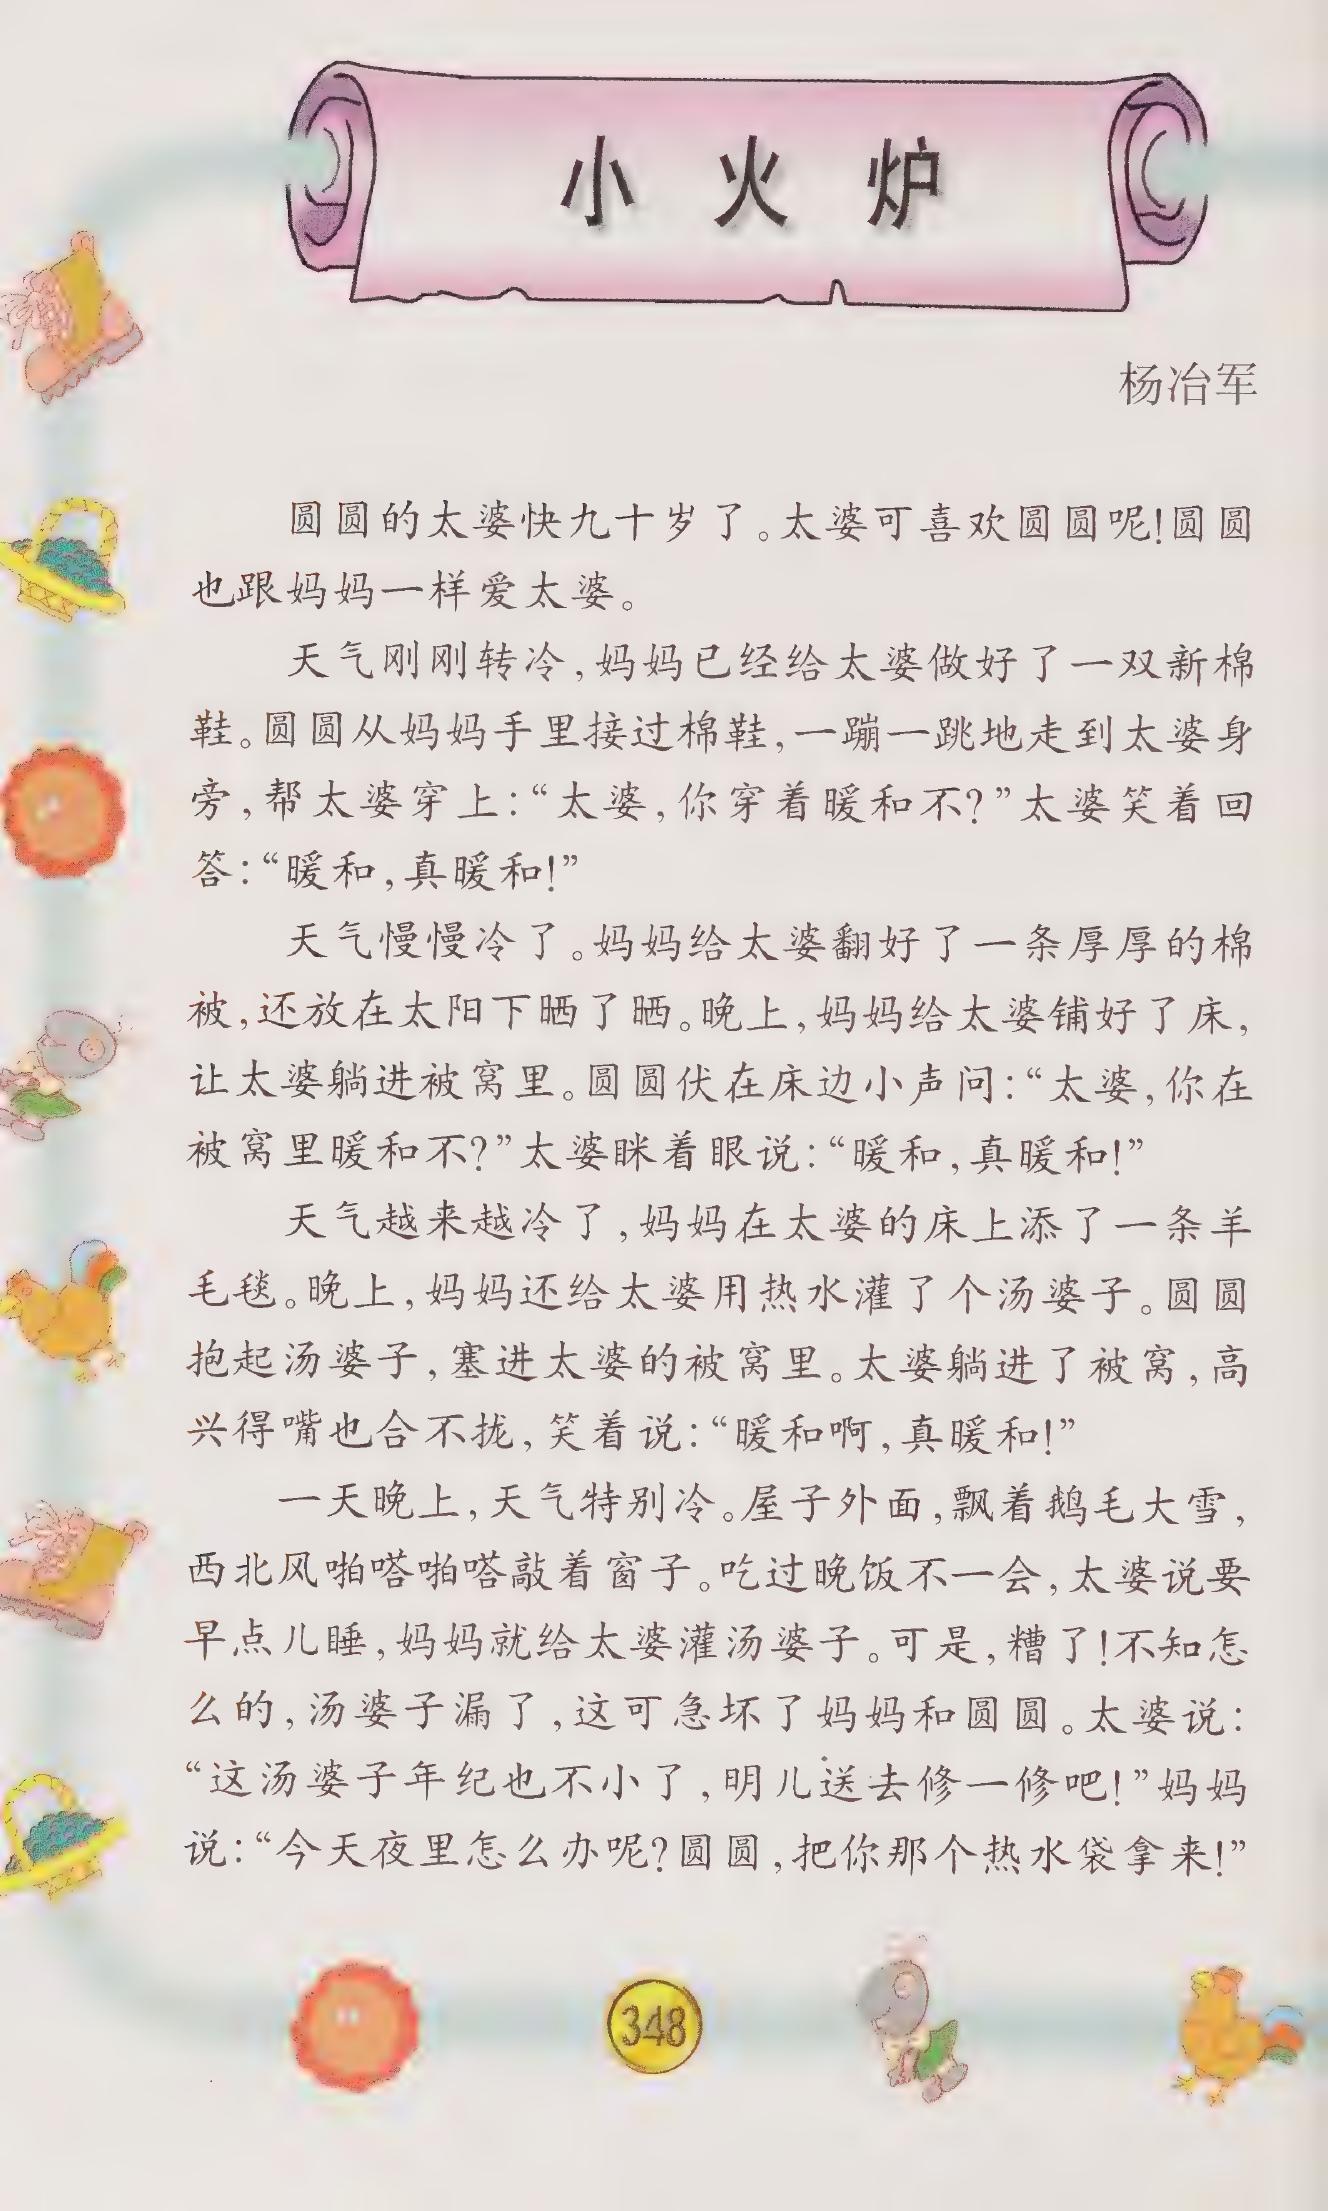 小火炉
杨冶军
圆圆的太婆快九十岁了。太婆可喜欢圆圆呢!圆圆
也跟妈妈一样爱太婆。
天气刚刚转冷,妈妈已经给太婆做好了一双新棉
鞋。圆圆从妈妈手里接过棉鞋,一蹦一跳地走到太婆身
旁,帮太婆穿上:“太婆,你穿着暖和不?”太婆笑着回
答:“暖和,真暖和!”
天气慢慢冷了。妈妈给太婆翻好了一条厚厚的棉
被,还放在太阳下晒了晒。晚上,妈妈给太婆铺好了床,
让太婆躺进被窝里。圆圆伏在床边小声问:“太婆,你在
被窝里暖和不?”太婆眯着眼说:“暖和,真暖和!”
天气越来越冷了,妈妈在太婆的床上添了一条羊
毛毯。晚上,妈妈还给太婆用热水灌了个汤婆子。圆圆
抱起汤婆子,塞进太婆的被窝里。太婆躺进了被窝,高
兴得嘴也合不拢,笑着说:“暖和啊,真暖和!”
一天晚上,天气特别冷。屋子外面,飘着鹅毛大雪,
西北风啪嗒啪嗒敲着窗子。吃过晚饭不一会,太婆说要
早点儿睡,妈妈就给太婆灌汤婆子。可是,糟了!不知怎
么的,汤婆子漏了,这可急坏了妈妈和圆圆。太婆说:
“这汤婆子年纪也不小了,明儿送去修一修吧!”妈妈
说:“今天夜里怎么办呢?圆圆,把你那个热水袋拿来!”
348